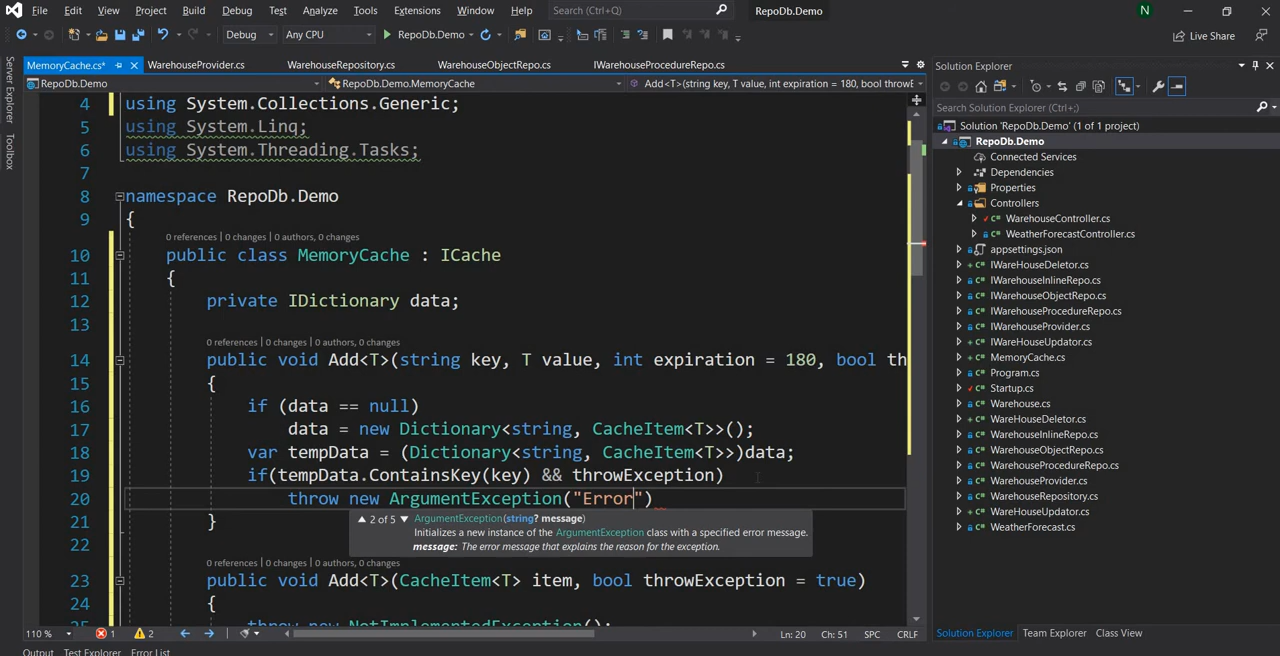 File Edit View Project Build Debug Test Analyze Tools Extensions Window Help Search (Ctrl+;) RepoDb.Demo N
Debug Any CPU RepoDb.Demo Live Share
MemoryCache.cs* WarehouseProvider.cs WarehouseRepository.cs WarehouseObjectRepo.cs IWarehouseProcedureRepo.cs
RepoDb.Demo RepoDb.Demo.MemoryCache Add<T>(string key, T value, int expiration = 180, bool throwE
Server Explorer
Toolbox
4 using System.Collections.Generic;
5 using System.Linq;
6 using System.Threading.Tasks;
7
8 namespace RepoDb.Demo
9 {
0 references | 0 changes | 0 authors, 0 changes
10 public class MemoryCache : ICache
11 {
12 private IDictionary data;
13
0 references | 0 changes | 0 authors, 0 changes
14 public void Add<T>(string key, T value, int expiration = 180, bool th
15 {
16 if (data == null)
17 data = new Dictionary<string, CacheItem<T>>();
18 var tempData = (Dictionary<string, CacheItem<T>>)data;
19 if(tempData.ContainsKey(key) && throwException)
20 throw new ArgumentException("Error")
21 }
2 of 5 ArgumentException(string? message)
Initializes a new instance of the ArgumentException class with a specified error message.
message: The error message that explains the reason for the exception.
22
0 references | 0 changes | 0 authors, 0 changes
23 public void Add<T>(CacheItem<T> item, bool throwException = true)
24 {
25 throw new NotImplementedException();
110 % 1 2 Ln: 20 Ch: 51 SPC CRLF
Output Test Explorer Error List
Solution Explorer
Search Solution Explorer (Ctrl+;)
Solution 'RepoDb.Demo' (1 of 1 project)
RepoDb.Demo
Connected Services
Dependencies
Properties
Controllers
WarehouseController.cs
WeatherForecastController.cs
appsettings.json
IWareHouseDeletor.cs
IWarehouseInlineRepo.cs
IWarehouseObjectRepo.cs
IWarehouseProcedureRepo.cs
IWarehouseProvider.cs
IWareHouseUpdator.cs
MemoryCache.cs
Program.cs
Startup.cs
Warehouse.cs
WareHouseDeletor.cs
WarehouseInlineRepo.cs
WarehouseObjectRepo.cs
WarehouseProcedureRepo.cs
WarehouseProvider.cs
WarehouseRepository.cs
WareHouseUpdator.cs
WeatherForecast.cs
Solution Explorer Team Explorer Class View